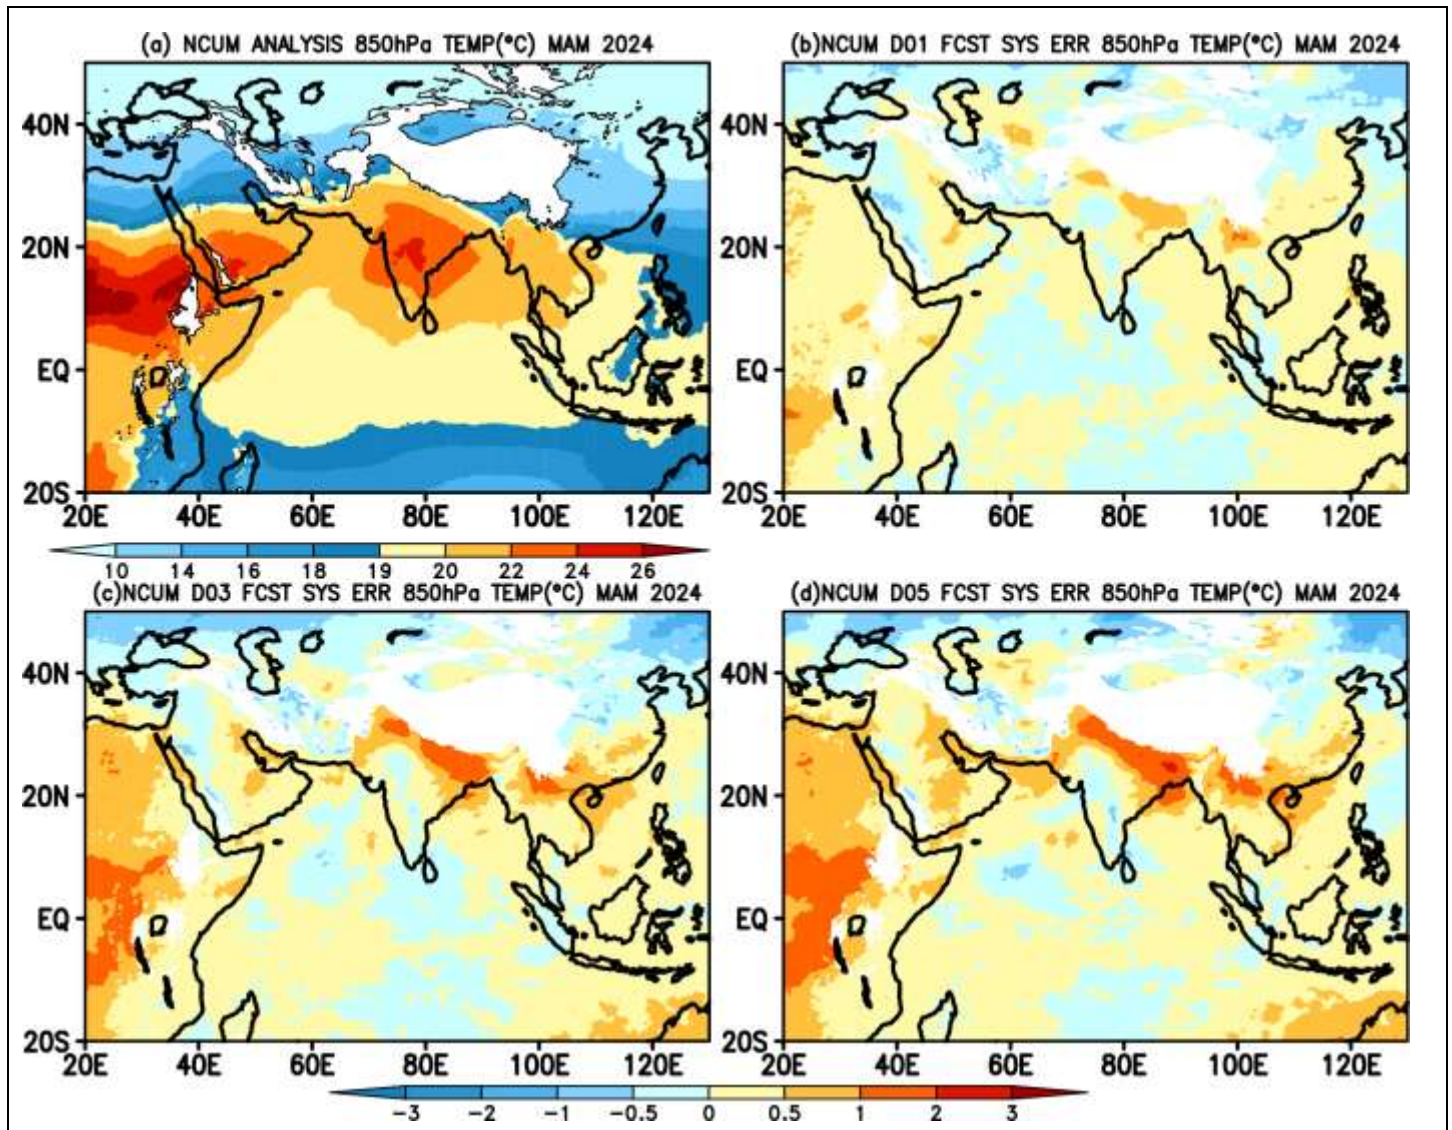 (a) NCUM ANALYSIS 850hPa TEMP(°C) MAM 2024
(b)NCUM D01 FCST SYS ERR 850hPa TEMP(°C) MAM 2024
40N
20N
EQ
20S
20E 40E 60E 80E 100E 120E
40N
20N
EQ
20S
20E 40E 60E 80E 100E 120E
10 14 16 18 19 20 22 24 26
(c)NCUM D03 FCST SYS ERR 850hPa TEMP(°C) MAM 2024
(d)NCUM D05 FCST SYS ERR 850hPa TEMP(°C) MAM 2024
40N
20N
EQ
20S
20E 40E 60E 80E 100E 120E
40N
20N
EQ
20S
20E 40E 60E 80E 100E 120E
-3 -2 -1 -0.5 0 0.5 1 2 3